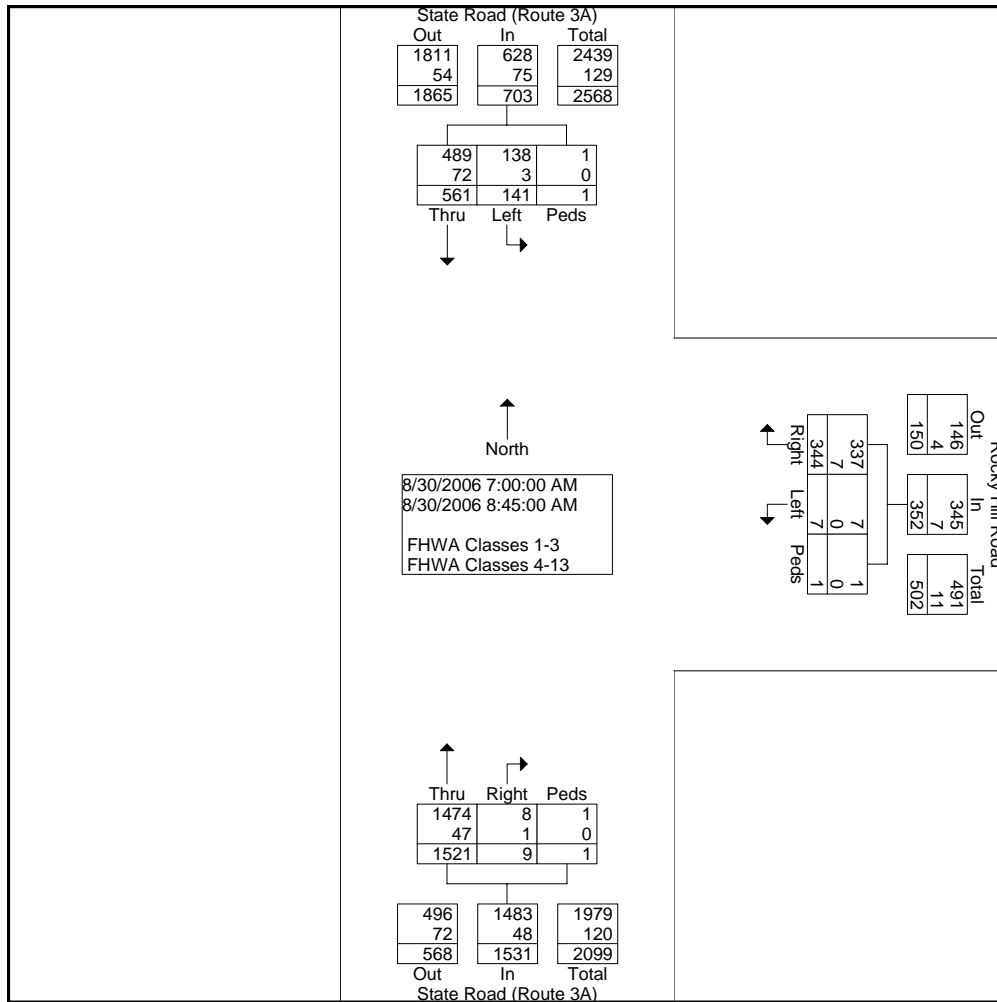 State Road (Route 3A)
Out In Total
1811 628 2439
54 75 129
1865 703 2568
489 138 1
72 3 0
561 141 1
Thru Left Peds
North
8/30/2006 7:00:00 AM
8/30/2006 8:45:00 AM
FHWA Classes 1-3
FHWA Classes 4-13
Rocky Hill Road
Out In Total
146 345 491
4 7 11
150 352 502
337 7 1
7 0 0
344 7 1
Right Left Peds
Thru Right Peds
1474 8 1
47 1 0
1521 9 1
496 1483 1979
72 48 120
568 1531 2099
Out In Total
State Road (Route 3A)